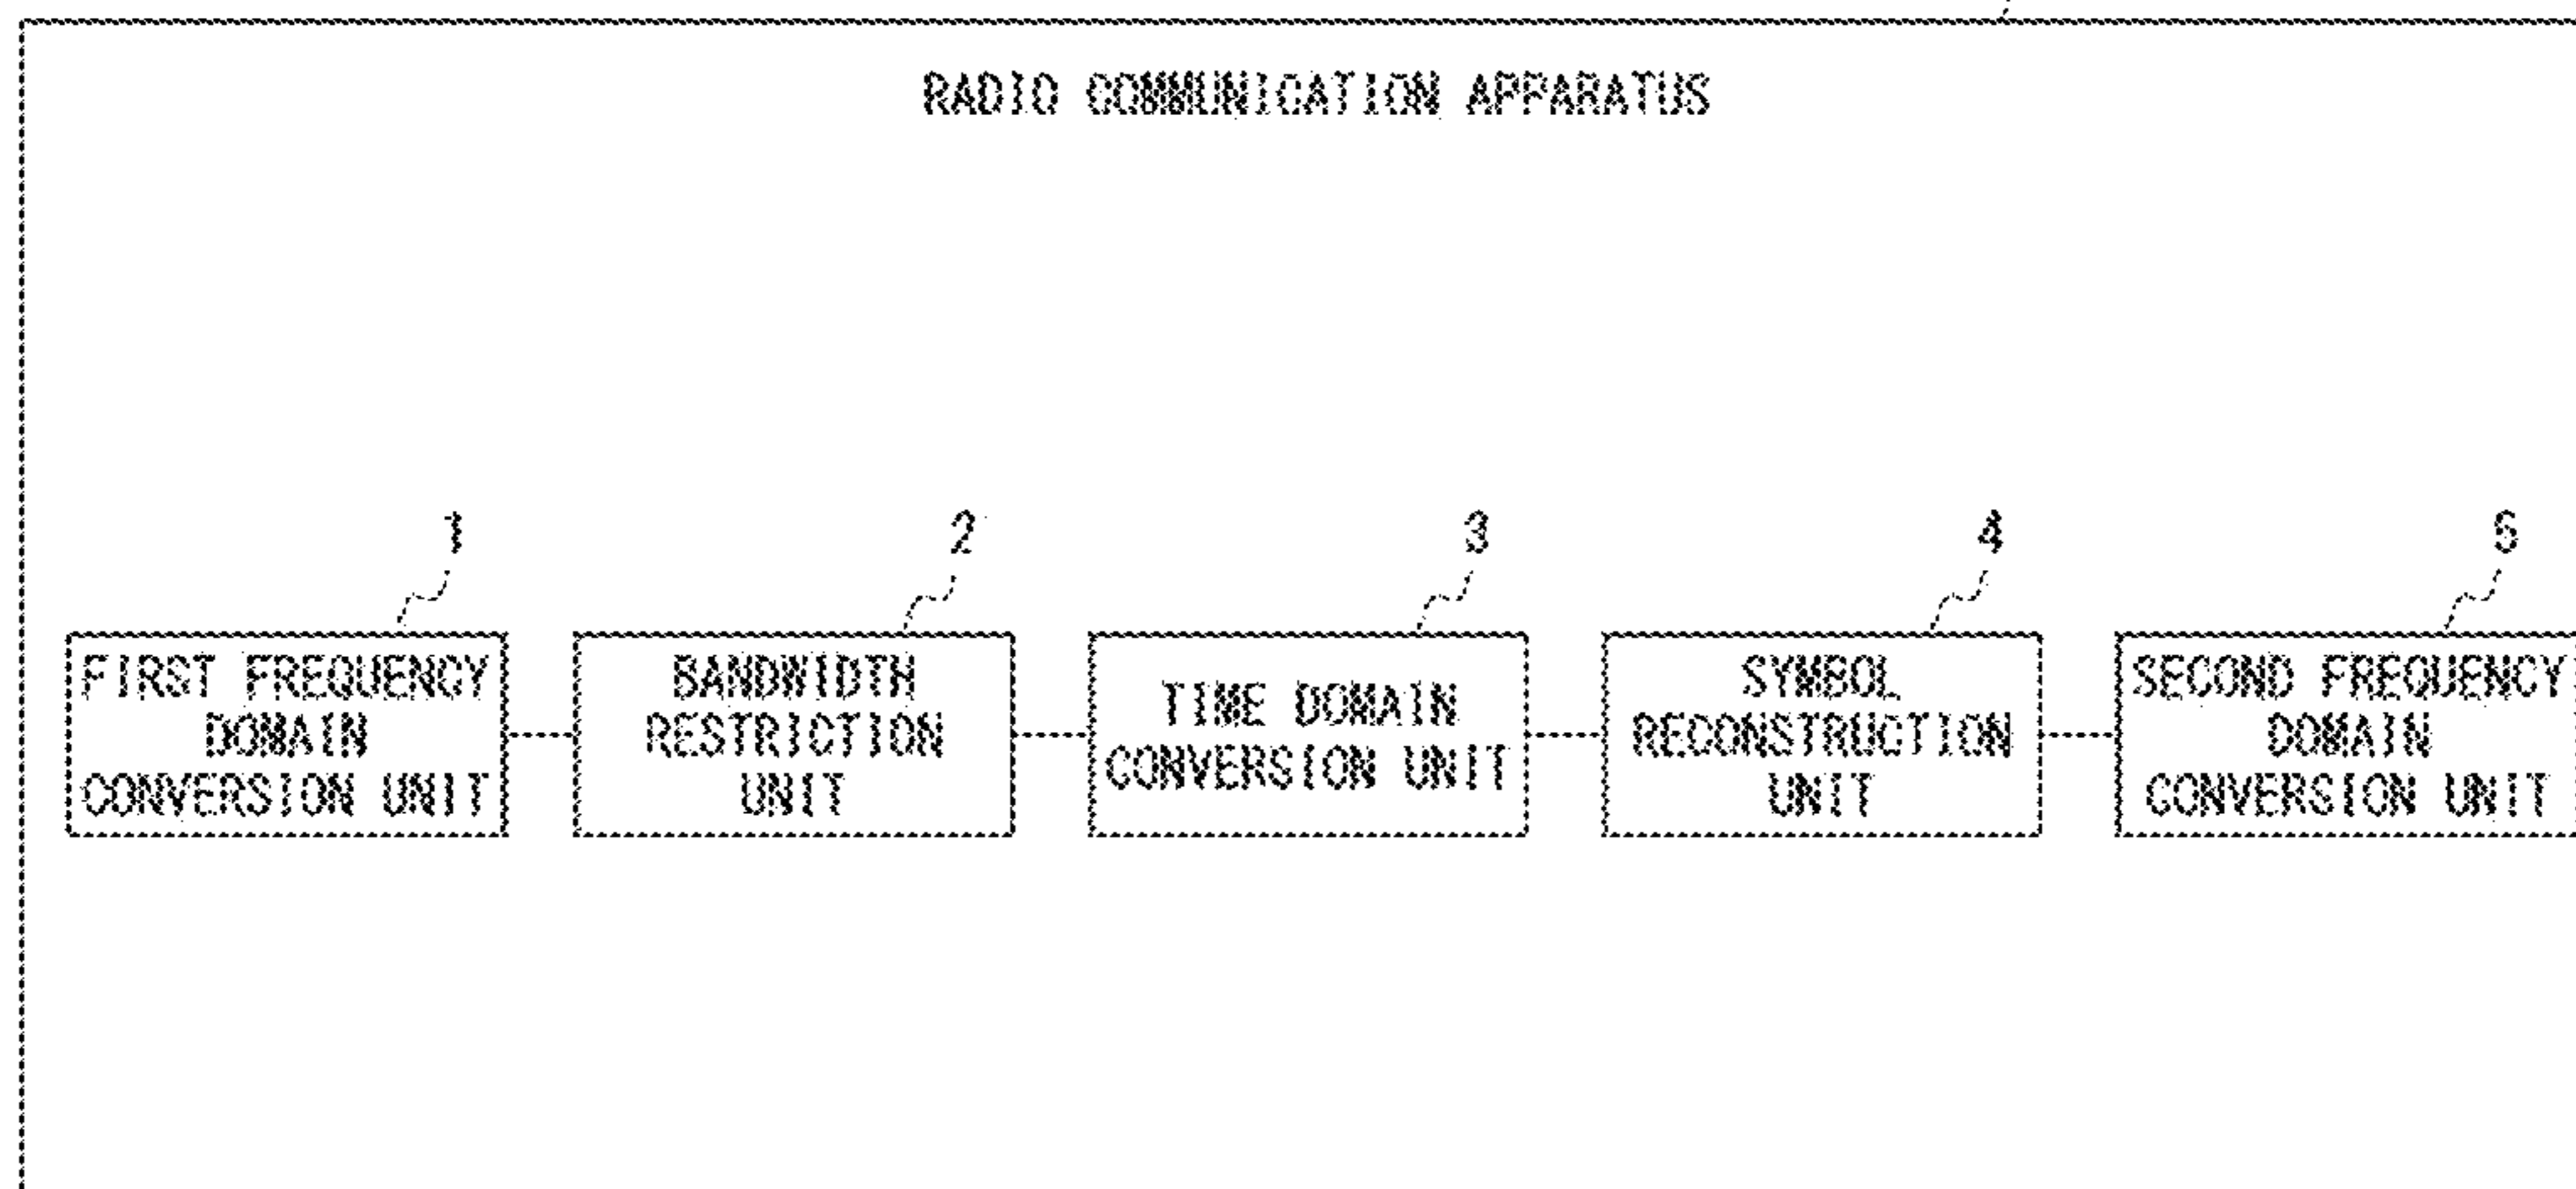 RADIO COMMUNICATION APPARATUS
1
2
3
4
5
FIRST FREQUENCY
DOMAIN
CONVERSION UNIT
BANDWIDTH
RESTRICTION
UNIT
TIME DOMAIN
CONVERSION UNIT
SYMBOL
RECONSTRUCTION
UNIT
SECOND FREQUENCY
DOMAIN
CONVERSION UNIT